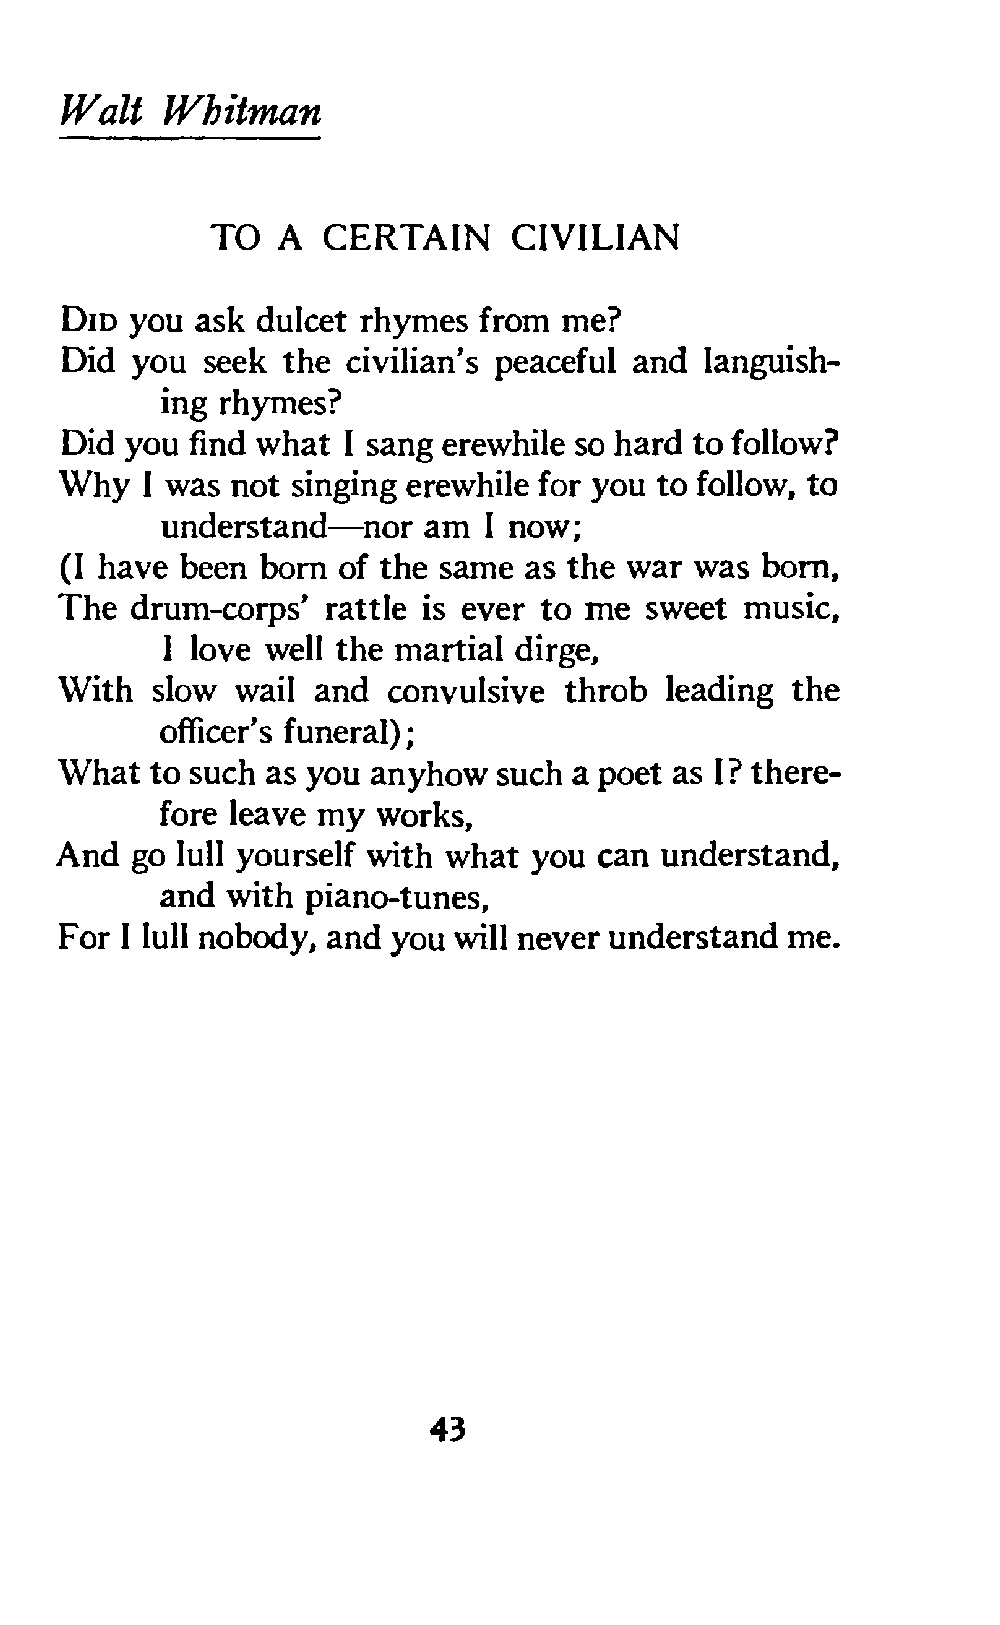 Walt Whitman
TO A CERTAIN CIVILIAN
DID you ask dulcet rhymes from me?
Did you seek the civilian's peaceful and languish-
ing rhymes?
Did you find what I sang erewhile so hard to follow?
Why I was not singing erewhile for you to follow, to
understand—nor am I now;
(I have been born of the same as the war was born,
The drum-corps' rattle is ever to me sweet music,
I love well the martial dirge,
With slow wail and convulsive throb leading the
officer's funeral);
What to such as you anyhow such a poet as I? there-
fore leave my works,
And go lull yourself with what you can understand,
and with piano-tunes,
For I lull nobody, and you will never understand me.
43